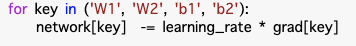 for key in ('W1', 'W2', 'b1', 'b2'):
    network[key]  -= learning_rate * grad[key]